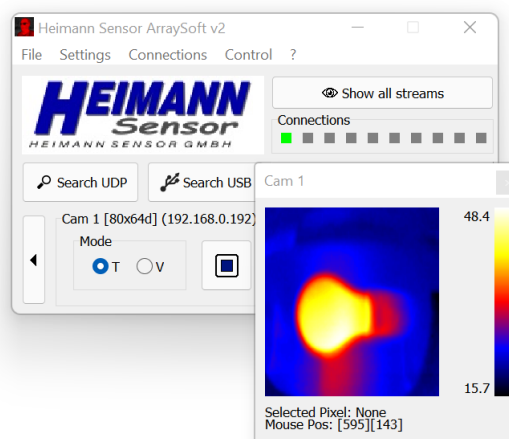 Heimann Sensor ArraySoft v2
File Settings Connections Control ?
HEIMANN
Sensor
HEIMANN SENSOR GMBH
Show all streams
Connections
Search UDP
Search USB
Cam 1 [80x64d] (192.168.0.192)
Mode
T V
Cam 1
48.4
15.7
Selected Pixel: None
Mouse Pos: [595][143]